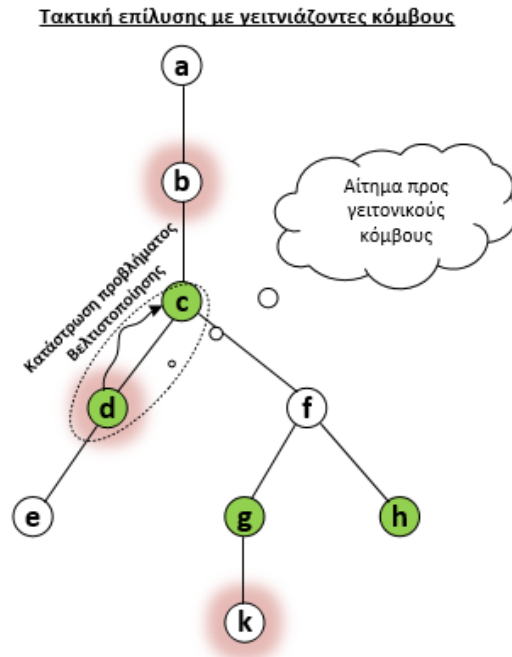 Τακτική επίλυσης με γειτνιάζοντες κόμβους
a
b
Αίτημα προς
γειτονικούς
κόμβους
Κατάστρωση προβλήματος
Βελτιστοποίησης
c
d
f
e
g
h
k